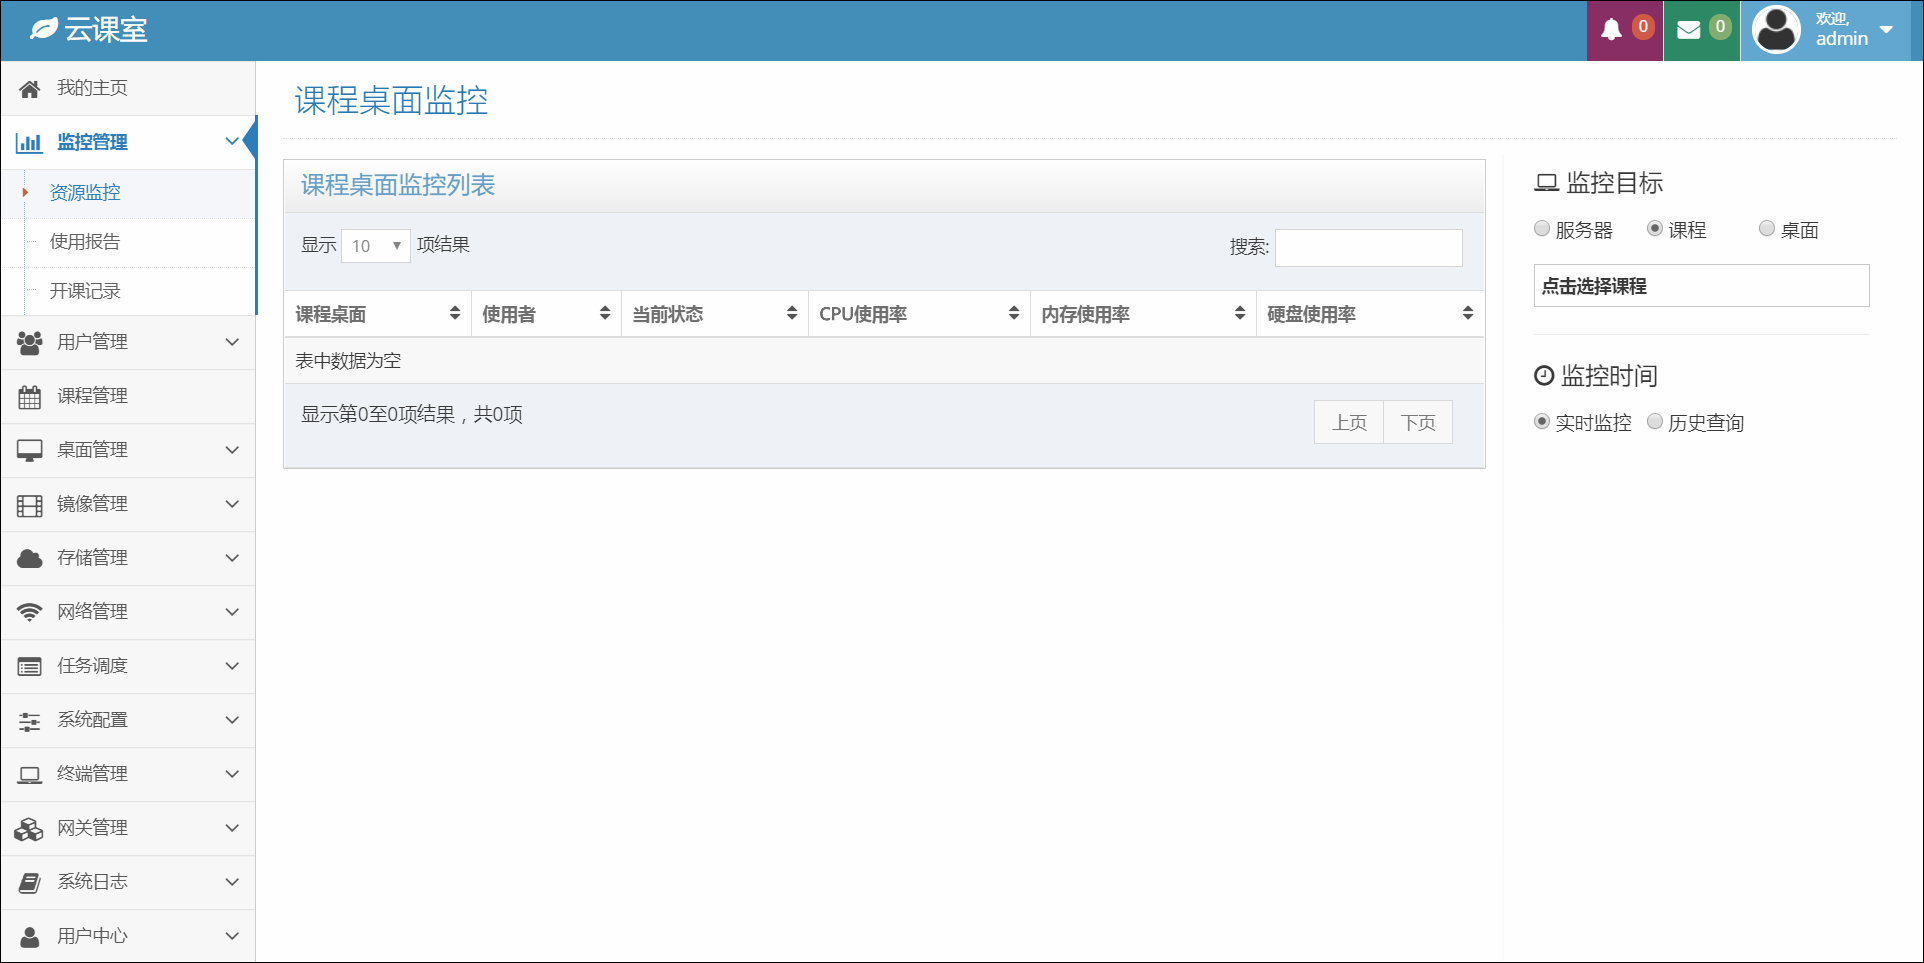 云课室
0
0
欢迎,
admin
我的主页
监控管理
资源监控
使用报告
开课记录
用户管理
课程管理
桌面管理
镜像管理
存储管理
网络管理
任务调度
系统配置
终端管理
网关管理
系统日志
用户中心
课程桌面监控
课程桌面监控列表
显示 10 项结果
搜索:
课程桌面 使用者 当前状态 CPU使用率 内存使用率 硬盘使用率
表中数据为空
显示第0至0项结果，共0项
上页 下页
监控目标
服务器 课程 桌面
点击选择课程
监控时间
实时监控 历史查询